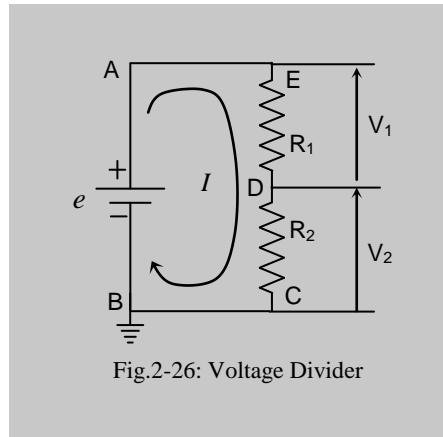 A
E
V₁
R₁
+
e
I
D
−
R₂
V₂
B
C
Fig.2-26: Voltage Divider